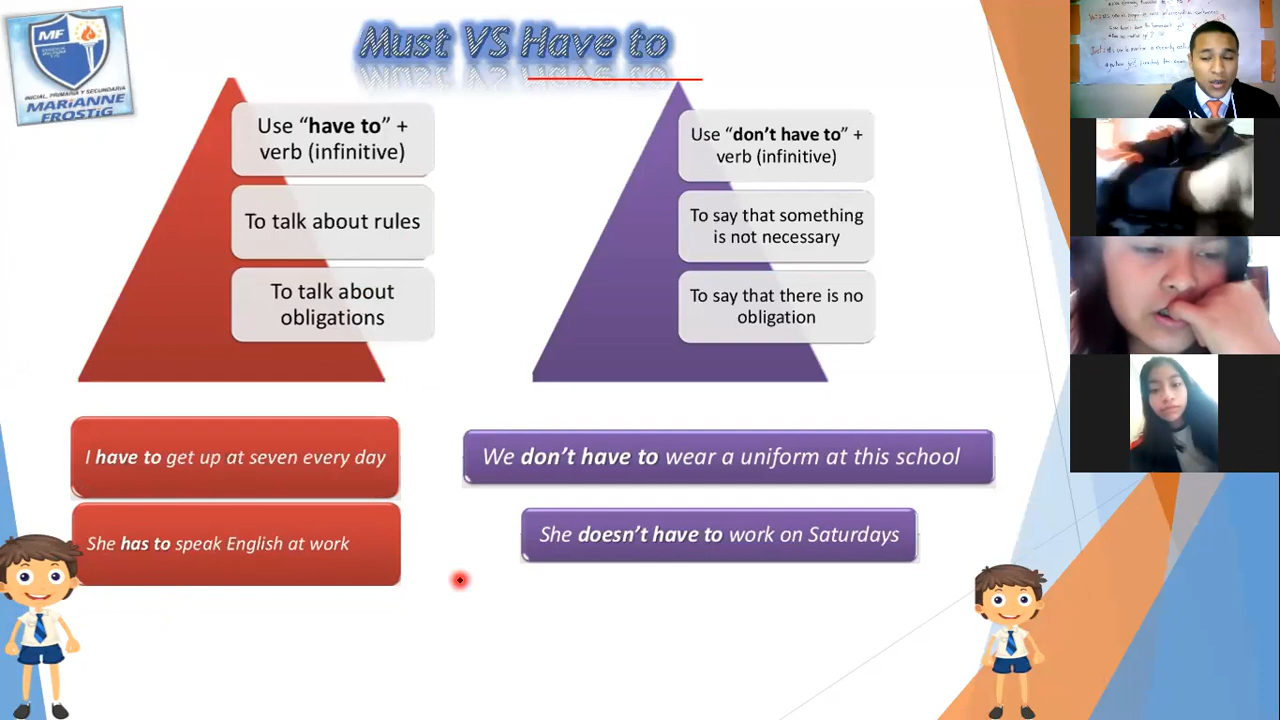 MF
INICIAL, PRIMARIA Y SECUNDARIA
MARIANNE
FROSTIG
Must VS Have to
Use “have to” +
verb (infinitive)
To talk about rules
To talk about
obligations
Use “don’t have to” +
verb (infinitive)
To say that something
is not necessary
To say that there is no
obligation
I have to get up at seven every day
She has to speak English at work
We don’t have to wear a uniform at this school
She doesn’t have to work on Saturdays